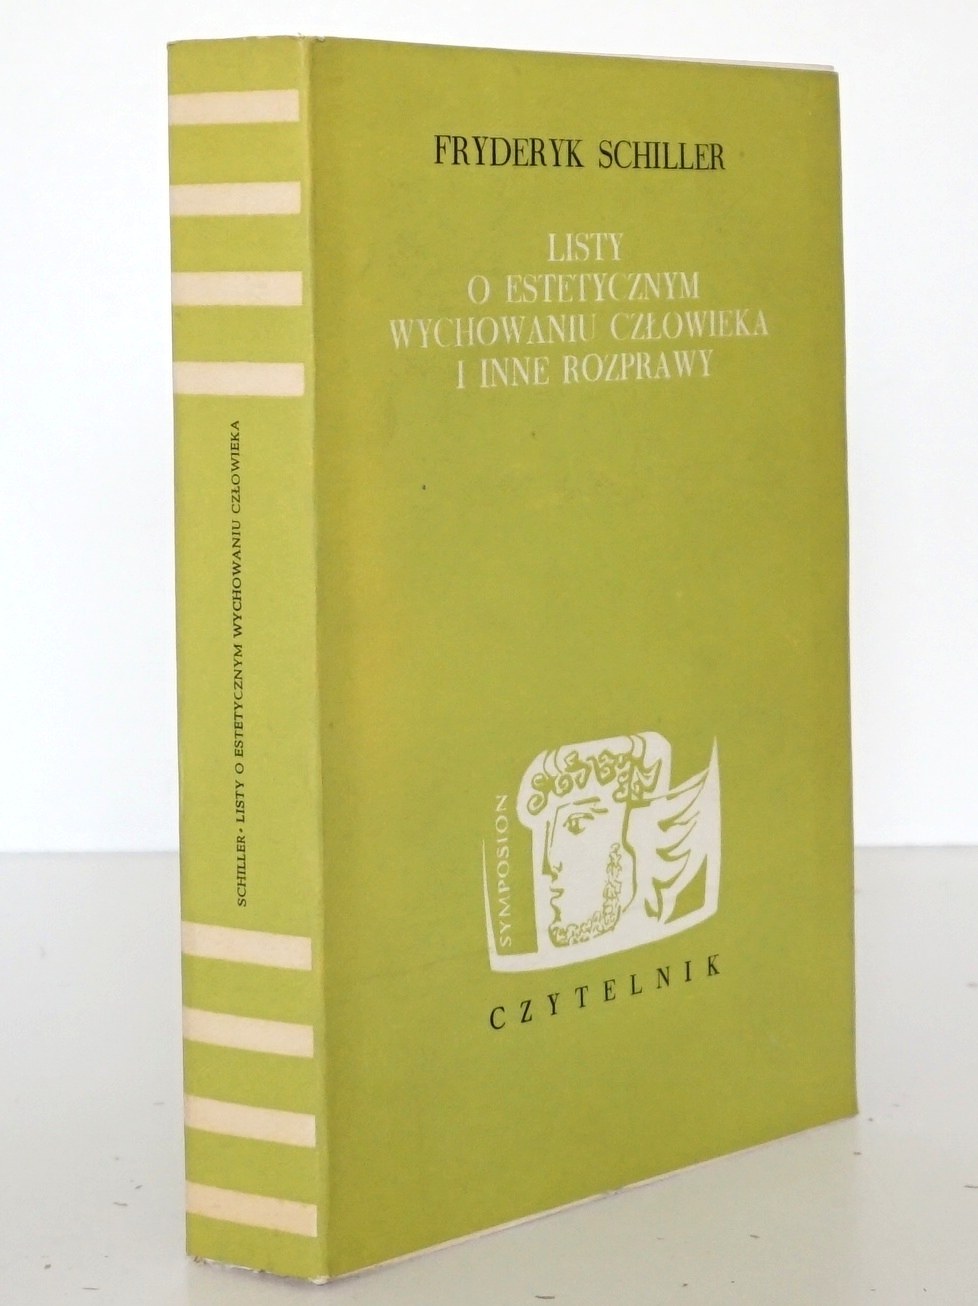 FRYDERYK SCHILLER
LISTY
O ESTETYCZNYM
WYCHOWANIU CZŁOWIEKA
I INNE ROZPRAWY
SYMPOSION
CZYTELNIK
SCHILLER • LISTY O ESTETYCZNYM WYCHOWANIU CZŁOWIEKA